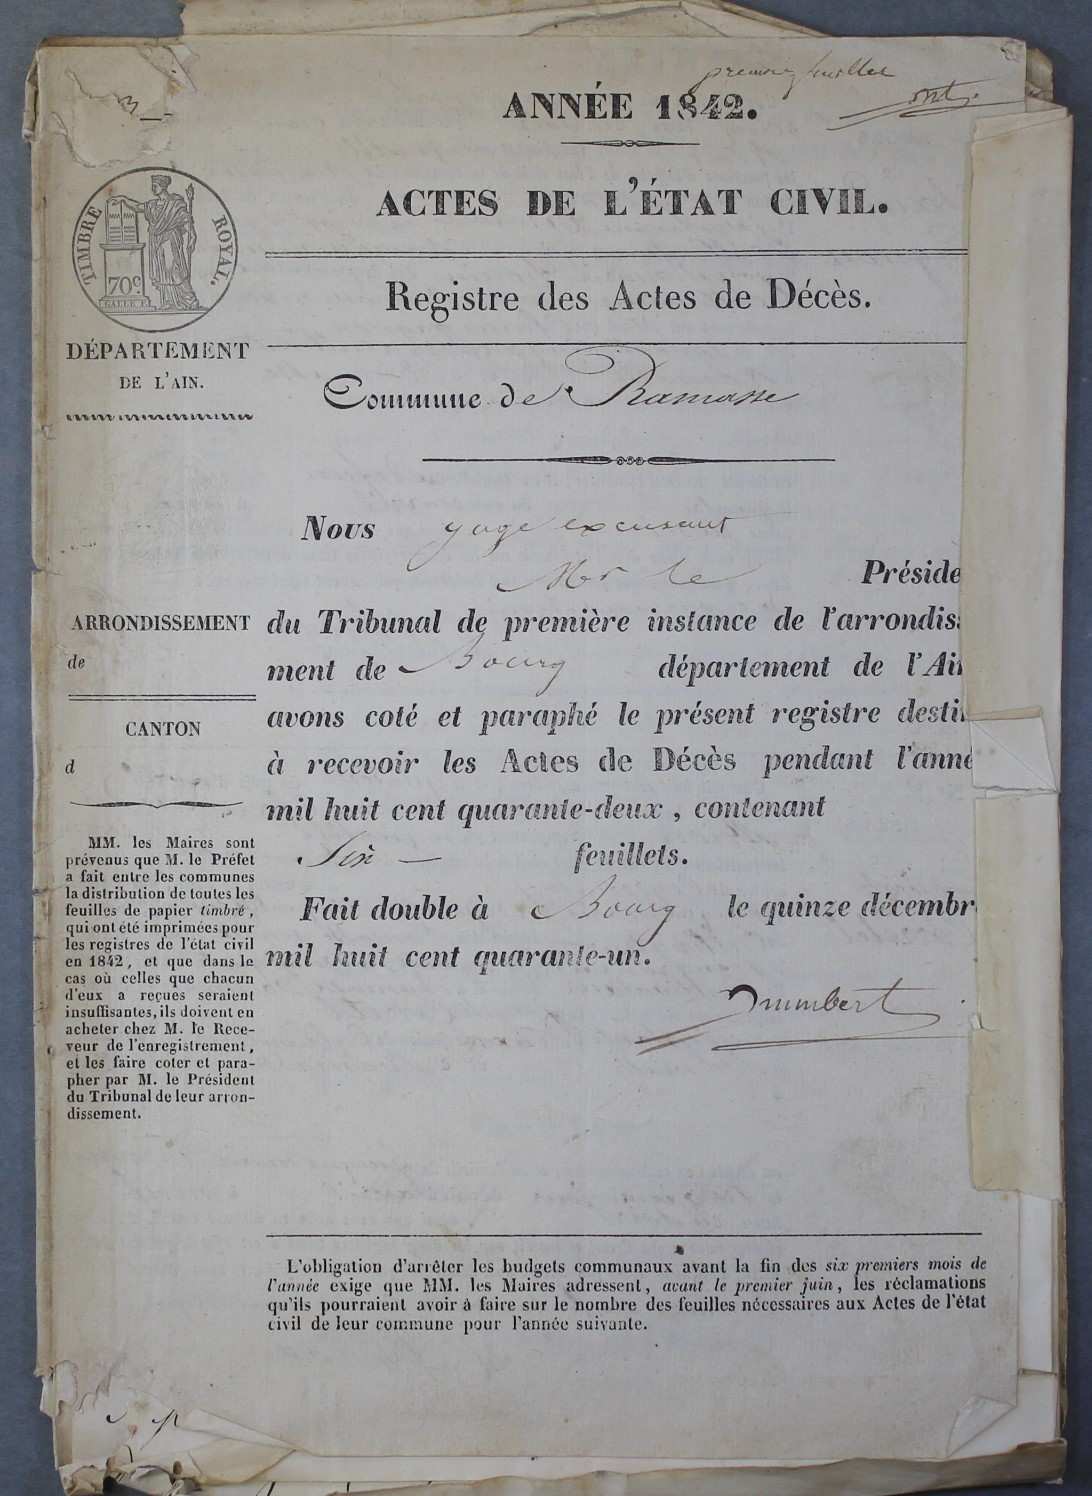 premier feuillet
ANNÉE 1842.
ACTES DE L'ÉTAT CIVIL.
TIMBRE ROYAL.
70c
Registre des Actes de Décès.
DÉPARTEMENT
DE L'AIN.
Commune de Ramasse
Nous juge excusant
Mr le Préside
ARRONDISSEMENT
de
du Tribunal de première instance de l'arrondis
ment de Bourg département de l'Ai
CANTON
d
avons coté et paraphé le présent registre desti
à recevoir les Actes de Décès pendant l'anné
mil huit cent quarante-deux, contenant
Six feuillets.
Fait double à Bourg le quinze décembr
mil huit cent quarante-un.
MM. les Maires sont
prévenus que M. le Préfet
a fait entre les communes
la distribution de toutes les
feuilles de papier timbré,
qui ont été imprimées pour
les registres de l'état civil
en 1842, et que dans le
cas où celles que chacun
d'eux a reçues seraient
insuffisantes, ils doivent en
acheter chez M. le Rece-
veur de l'enregistrement,
et les faire coter et para-
pher par M. le Président
du Tribunal de leur arron-
dissement.
L'obligation d'arrêter les budgets communaux avant la fin des six premiers mois de
l'année exige que MM. les Maires adressent, avant le premier juin, les réclamations
qu'ils pourraient avoir à faire sur le nombre des feuilles nécessaires aux Actes de l'état
civil de leur commune pour l'année suivante.